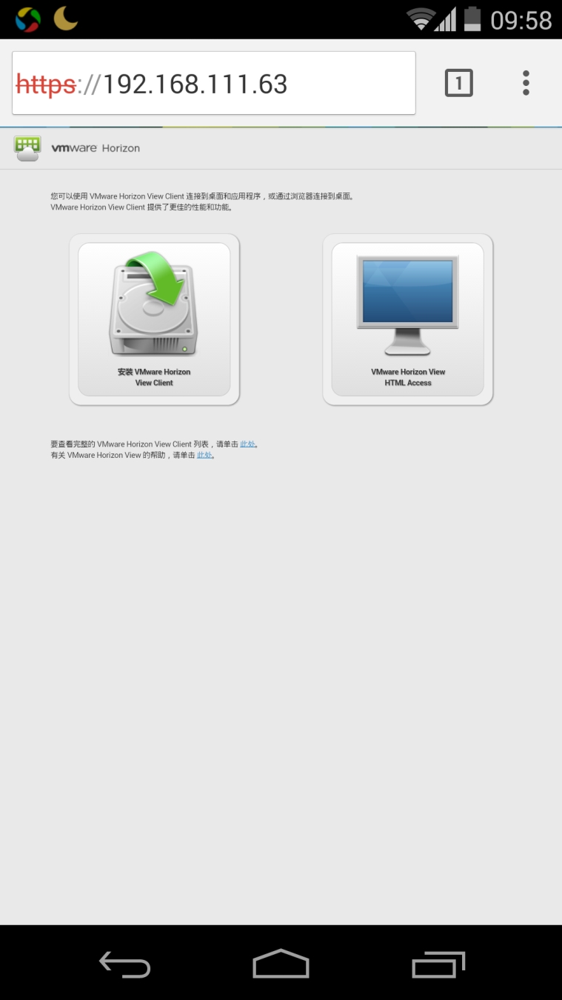 09:58
https://192.168.111.63
1
vmware Horizon
您可以使用 VMware Horizon View Client 连接到桌面和应用程序，或通过浏览器连接到桌面。
VMware Horizon View Client 提供了更佳的性能和功能。
安装 VMware Horizon
View Client
VMware Horizon View
HTML Access
要查看完整的 VMware Horizon View Client 列表，请单击 此处。
有关 VMware Horizon View 的帮助，请单击 此处。